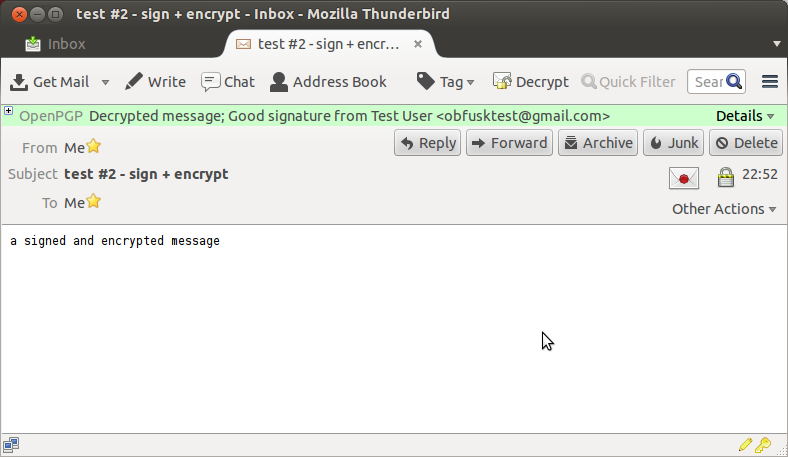 test #2 - sign + encrypt - Inbox - Mozilla Thunderbird
Inbox
test #2 - sign + encr...
Get Mail Write Chat Address Book Tag Decrypt Quick Filter Sear
OpenPGP Decrypted message; Good signature from Test User <obfusktest@gmail.com> Details
From Me Reply Forward Archive Junk Delete
Subject test #2 - sign + encrypt 22:52
To Me
Other Actions
a signed and encrypted message